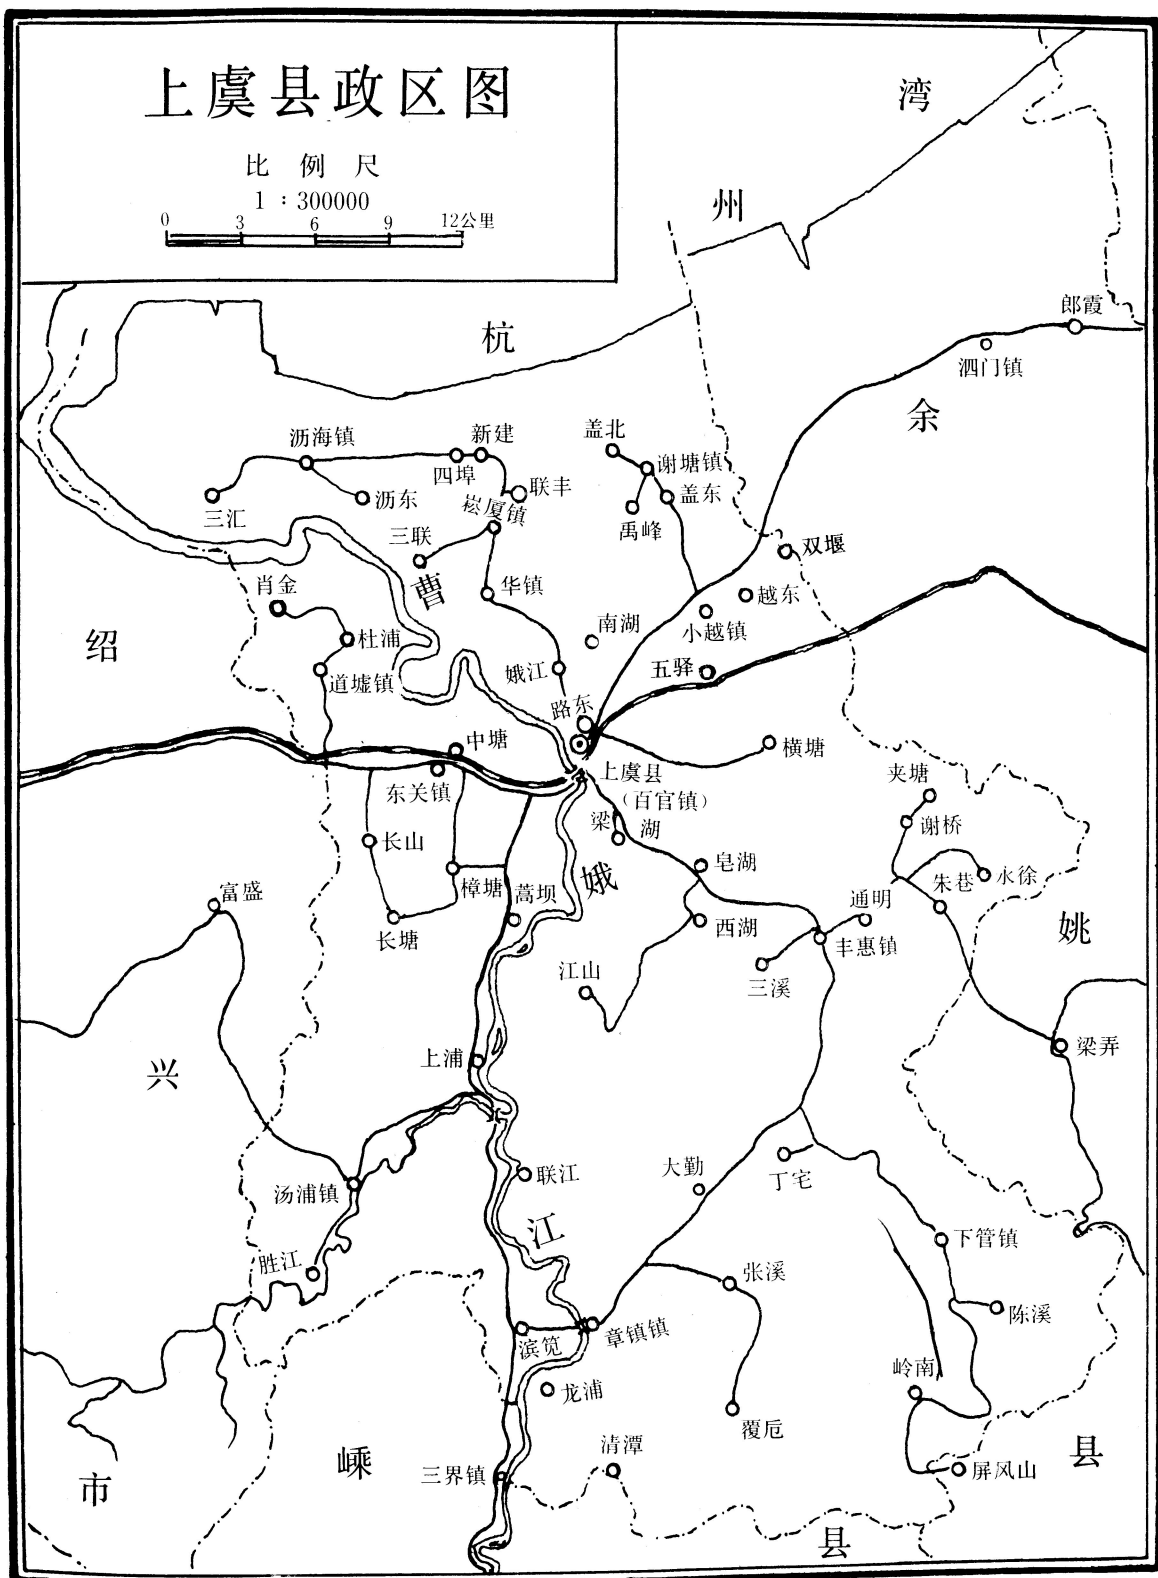 上虞县政区图
比例尺
1：300000
0 3 6 9 12公里
湾
州
杭
郎霞
泗门镇
余
沥海镇
新建
盖北
四埠
谢塘镇
三汇
沥东
联丰
盖东
崧厦镇
禹峰
三联
双堰
曹
肖金
华镇
越东
绍
杜浦
南湖
小越镇
道墟镇
娥江
五驿
路东
中塘
横塘
上虞县
（百官镇）
东关镇
夹塘
梁湖
谢桥
长山
皂湖
娥
富盛
樟塘
蒿坝
通明
朱巷
永徐
长塘
西湖
丰惠镇
姚
江山
三溪
上浦
梁弄
兴
联江
大勤
丁宅
汤浦镇
江
下管镇
胜江
张溪
陈溪
滨笕
章镇镇
岭南
龙浦
覆卮
清潭
嵊
三界镇
屏风山
县
市
县